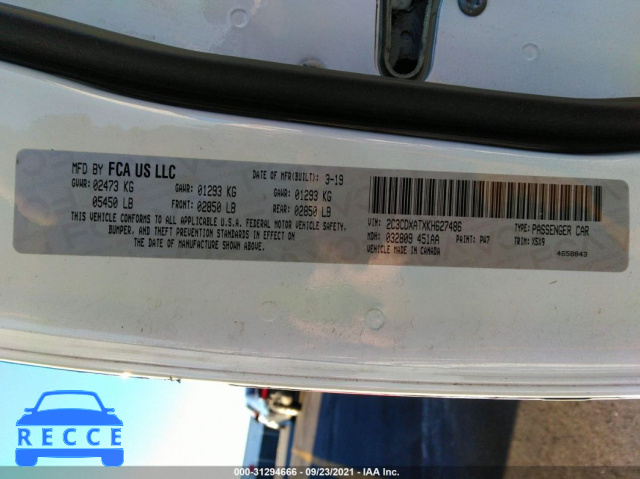 MFD BY FCA US LLC
DATE OF MFR(BUILT): 3-19
GVWR: 02473 KG GAWR: 01293 KG GAWR: 01293 KG
05450 LB FRONT: 02850 LB REAR: 02850 LB
THIS VEHICLE CONFORMS TO ALL APPLICABLE U.S.A. FEDERAL MOTOR VEHICLE SAFETY,
BUMPER, AND THEFT PREVENTION STANDARDS IN EFFECT ON
THE DATE OF MANUFACTURE SHOWN ABOVE.
VIN: 2C3CDXATXKH627486 TYPE: PASSENGER CAR
MDH: 032809 451AA PAINT: PW7 TRIM: X5V9
VEHICLE MADE IN CANADA 4658843
RECCE
000-31294666 - 09/23/2021 - IAA Inc.